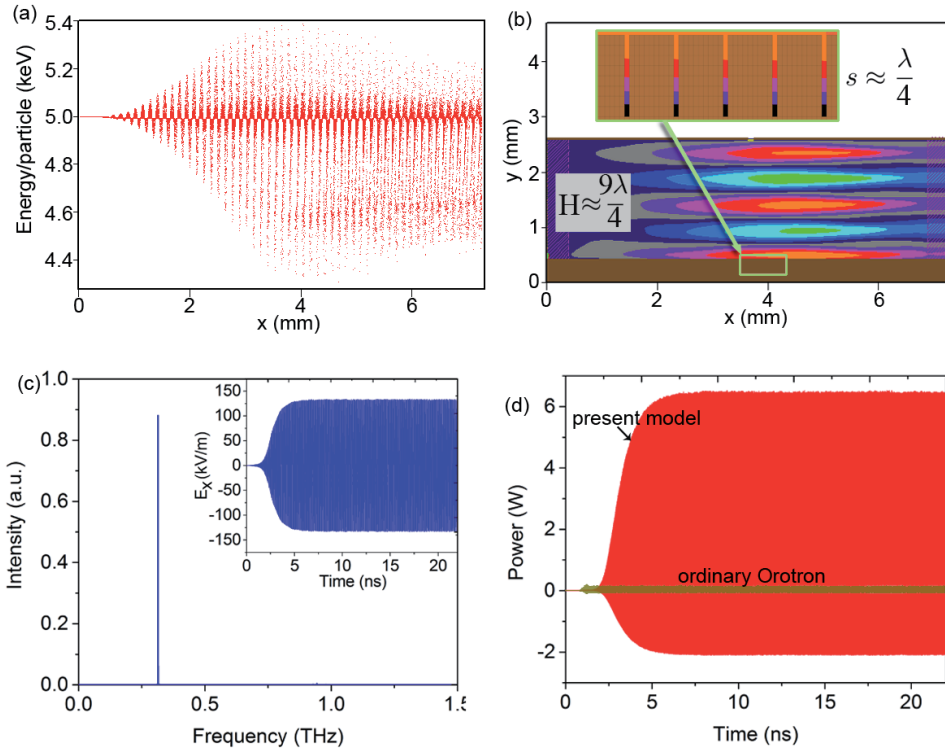 (a)
5.4
5.2
5.0
4.8
4.6
4.4
Energy/particle (keV)
0 2 4 6
x (mm)
(b)
4
3
2
1
0
y (mm)
s ≈ λ/4
H≈9λ/4
0 2 4 6
x (mm)
(c)
1.0
0.8
0.6
0.4
0.2
0.0
Intensity (a.u.)
150
100
50
0
-50
-100
-150
Eₓ(kV/m)
0 5 10 15 20
Time (ns)
0.0 0.5 1.0 1.5
Frequency (THz)
(d)
6
4
2
0
-2
Power (W)
present model
ordinary Orotron
0 5 10 15 20
Time (ns)